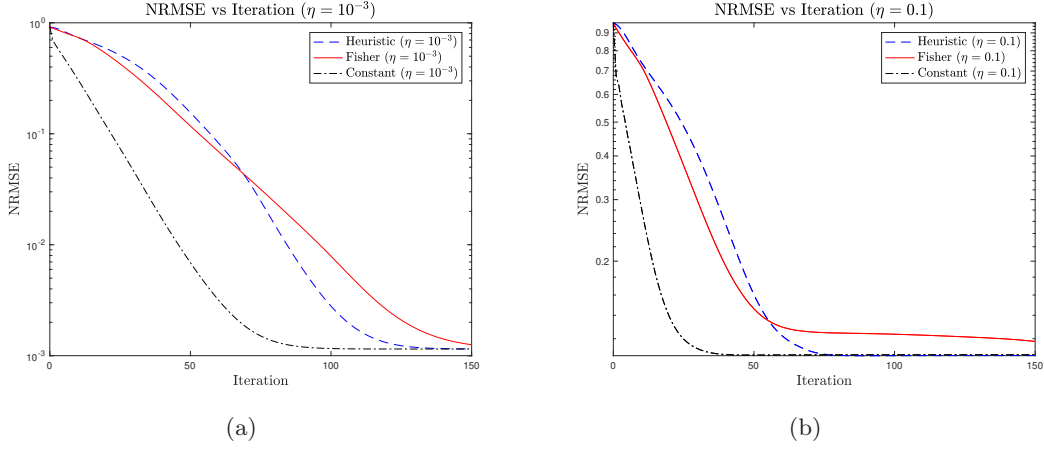 NRMSE vs Iteration (η = 10⁻³)
10⁰
10⁻¹
10⁻²
10⁻³
NRMSE
Heuristic (η = 10⁻³)
Fisher (η = 10⁻³)
Constant (η = 10⁻³)
0 50 100 150
Iteration
(a)
NRMSE vs Iteration (η = 0.1)
0.9
0.8
0.7
0.6
0.5
0.4
0.3
0.2
NRMSE
Heuristic (η = 0.1)
Fisher (η = 0.1)
Constant (η = 0.1)
0 50 100 150
Iteration
(b)